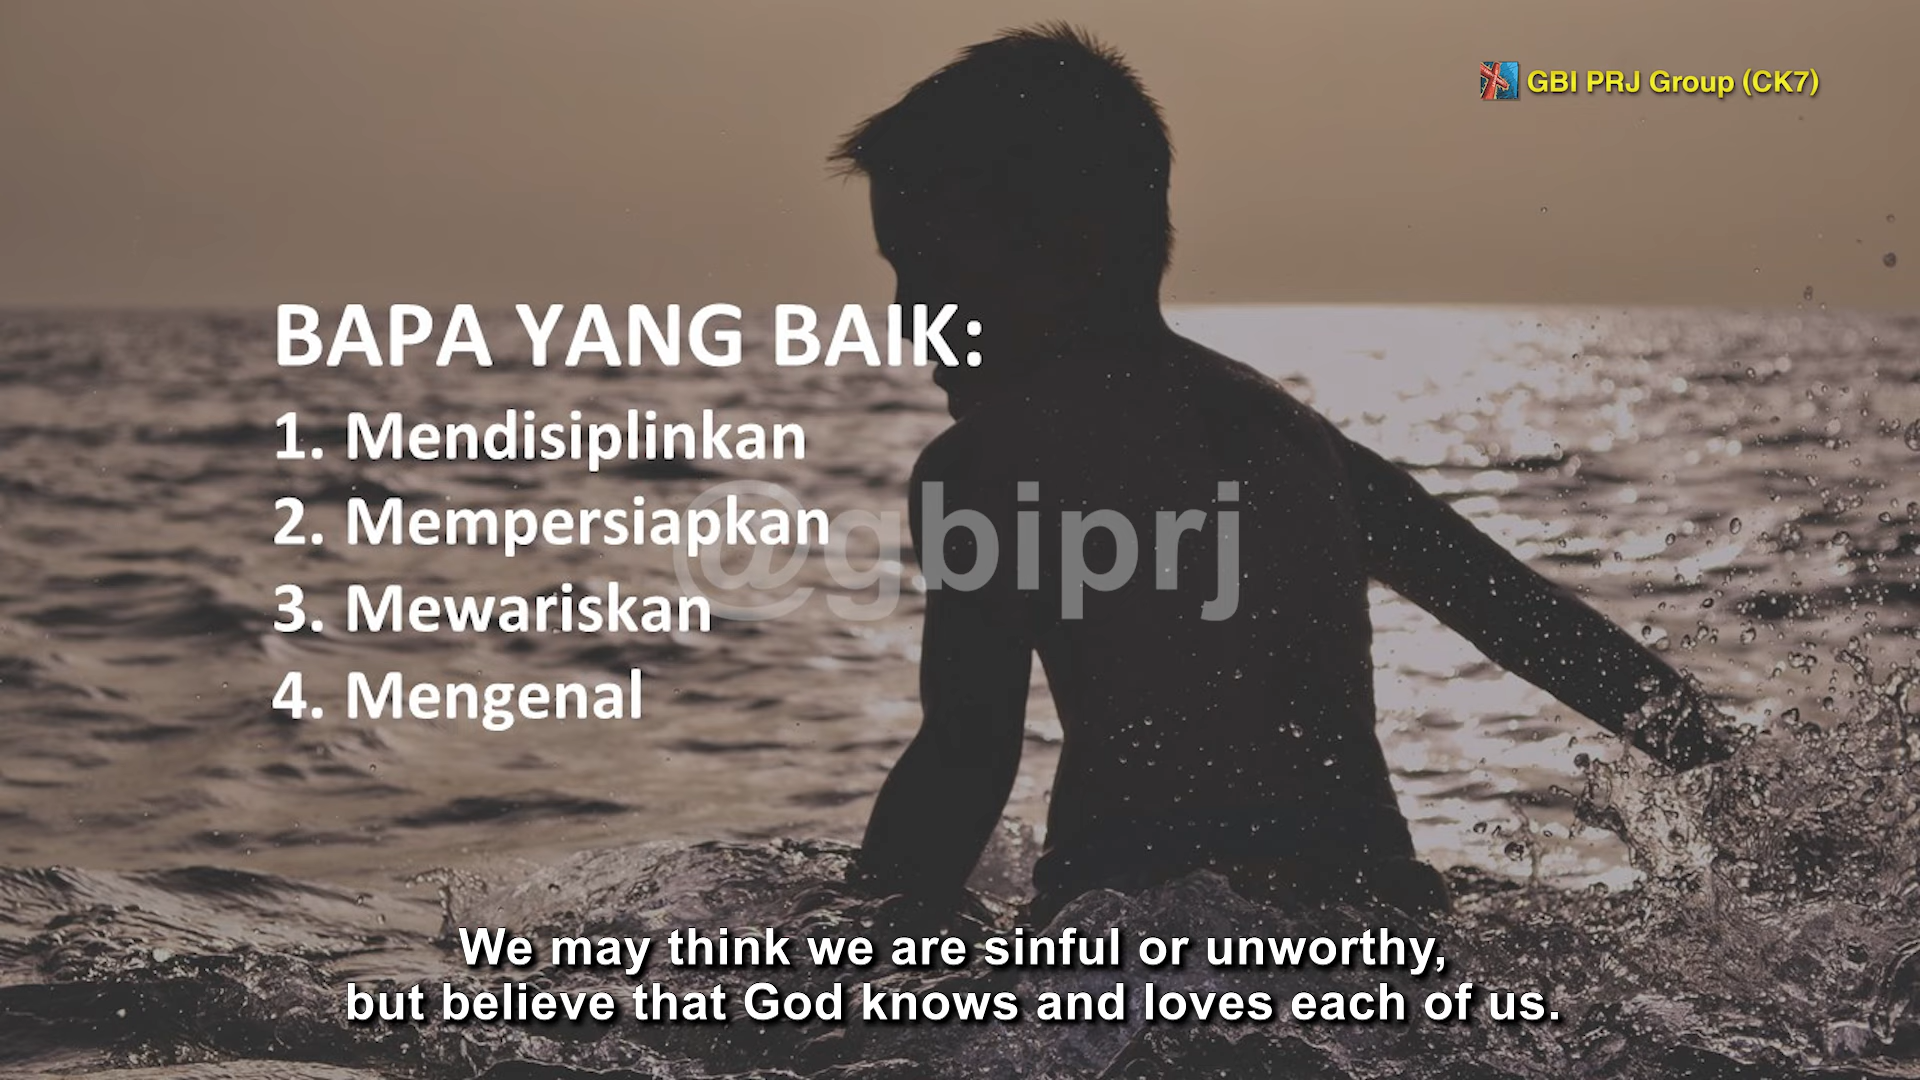 GBI PRJ Group (CK7)
BAPA YANG BAIK:
1. Mendisiplinkan
2. Mempersiapkan
3. Mewariskan
4. Mengenal
@gbiprj
We may think we are sinful or unworthy,
but believe that God knows and loves each of us.